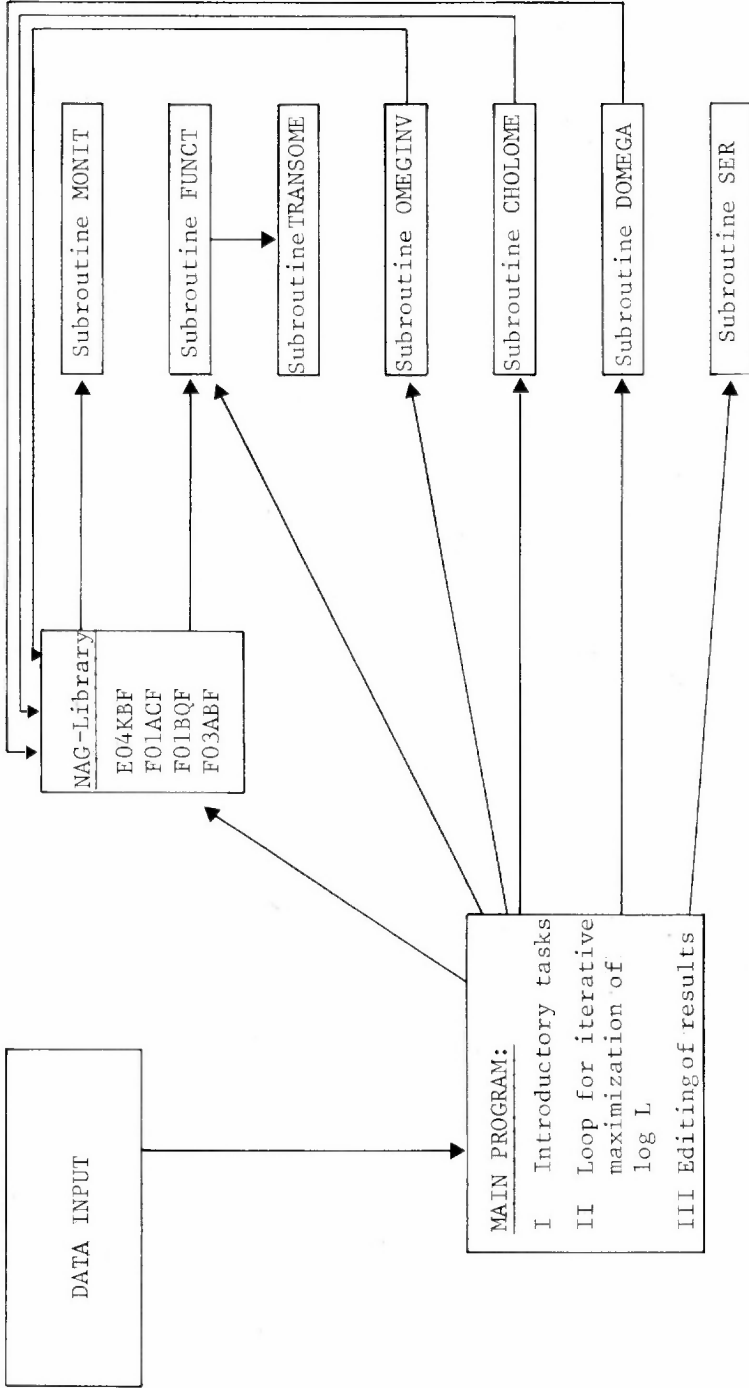 DATA INPUT
MAIN PROGRAM:
I Introductory tasks
II Loop for iterative
maximization of
log L
III Editing of results
NAG-Library
E04KBF
F01ACF
F01BQF
F03ABF
Subroutine MONIT
Subroutine FUNCT
Subroutine TRANSOME
Subroutine OMEGINV
Subroutine CHOLOME
Subroutine DOMEGA
Subroutine SER